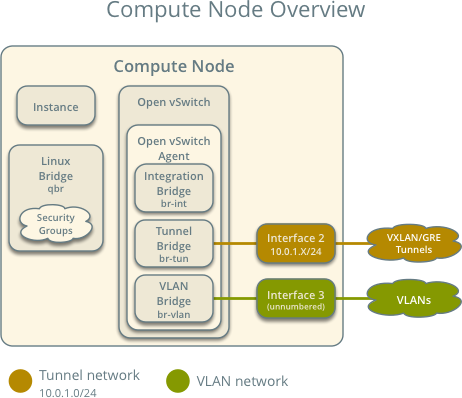 Compute Node Overview
Compute Node
Instance
Linux
Bridge
qbr
Security
Groups
Open vSwitch
Open vSwitch
Agent
Integration
Bridge
br-int
Tunnel
Bridge
br-tun
VLAN
Bridge
br-vlan
Interface 2
10.0.1.X/24
VXLAN/GRE
Tunnels
Interface 3
(unnumbered)
VLANs
Tunnel network
10.0.1.0/24
VLAN network